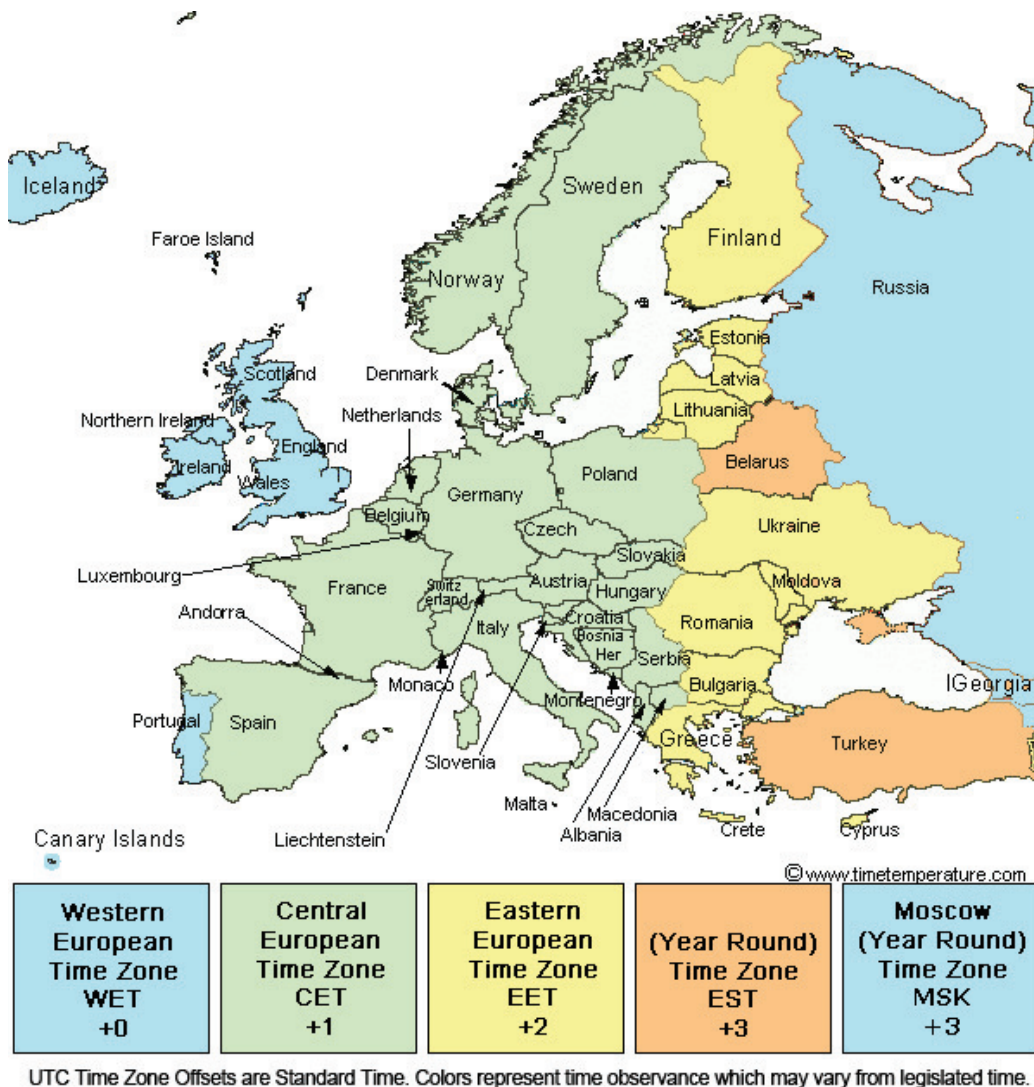 Iceland
Sweden
Faroe Island
Finland
Norway
Russia
Estonia
Scotland
Denmark
Latvia
Netherlands
Lithuania
Northern Ireland
England
Ireland
Belarus
Wales
Poland
Germany
Belgium
Ukraine
Czech
Slovakia
Luxembourg
Moldova
France
Austria
Switz
erland
Hungary
Andorra
Croatia
Italy
Romania
Bosnia
Her
Serbia
Monaco
Bulgaria
IGeorgia
Montenegro
Portugal
Spain
Greece
Turkey
Slovenia
Malta
Macedonia
Liechtenstein
Albania
Crete
Cyprus
Canary Islands
©www.timetemperature.com
Western
European
Time Zone
WET
+0
Central
European
Time Zone
CET
+1
Eastern
European
Time Zone
EET
+2
(Year Round)
Time Zone
EST
+3
Moscow
(Year Round)
Time Zone
MSK
+3
UTC Time Zone Offsets are Standard Time. Colors represent time observance which may vary from legislated time.